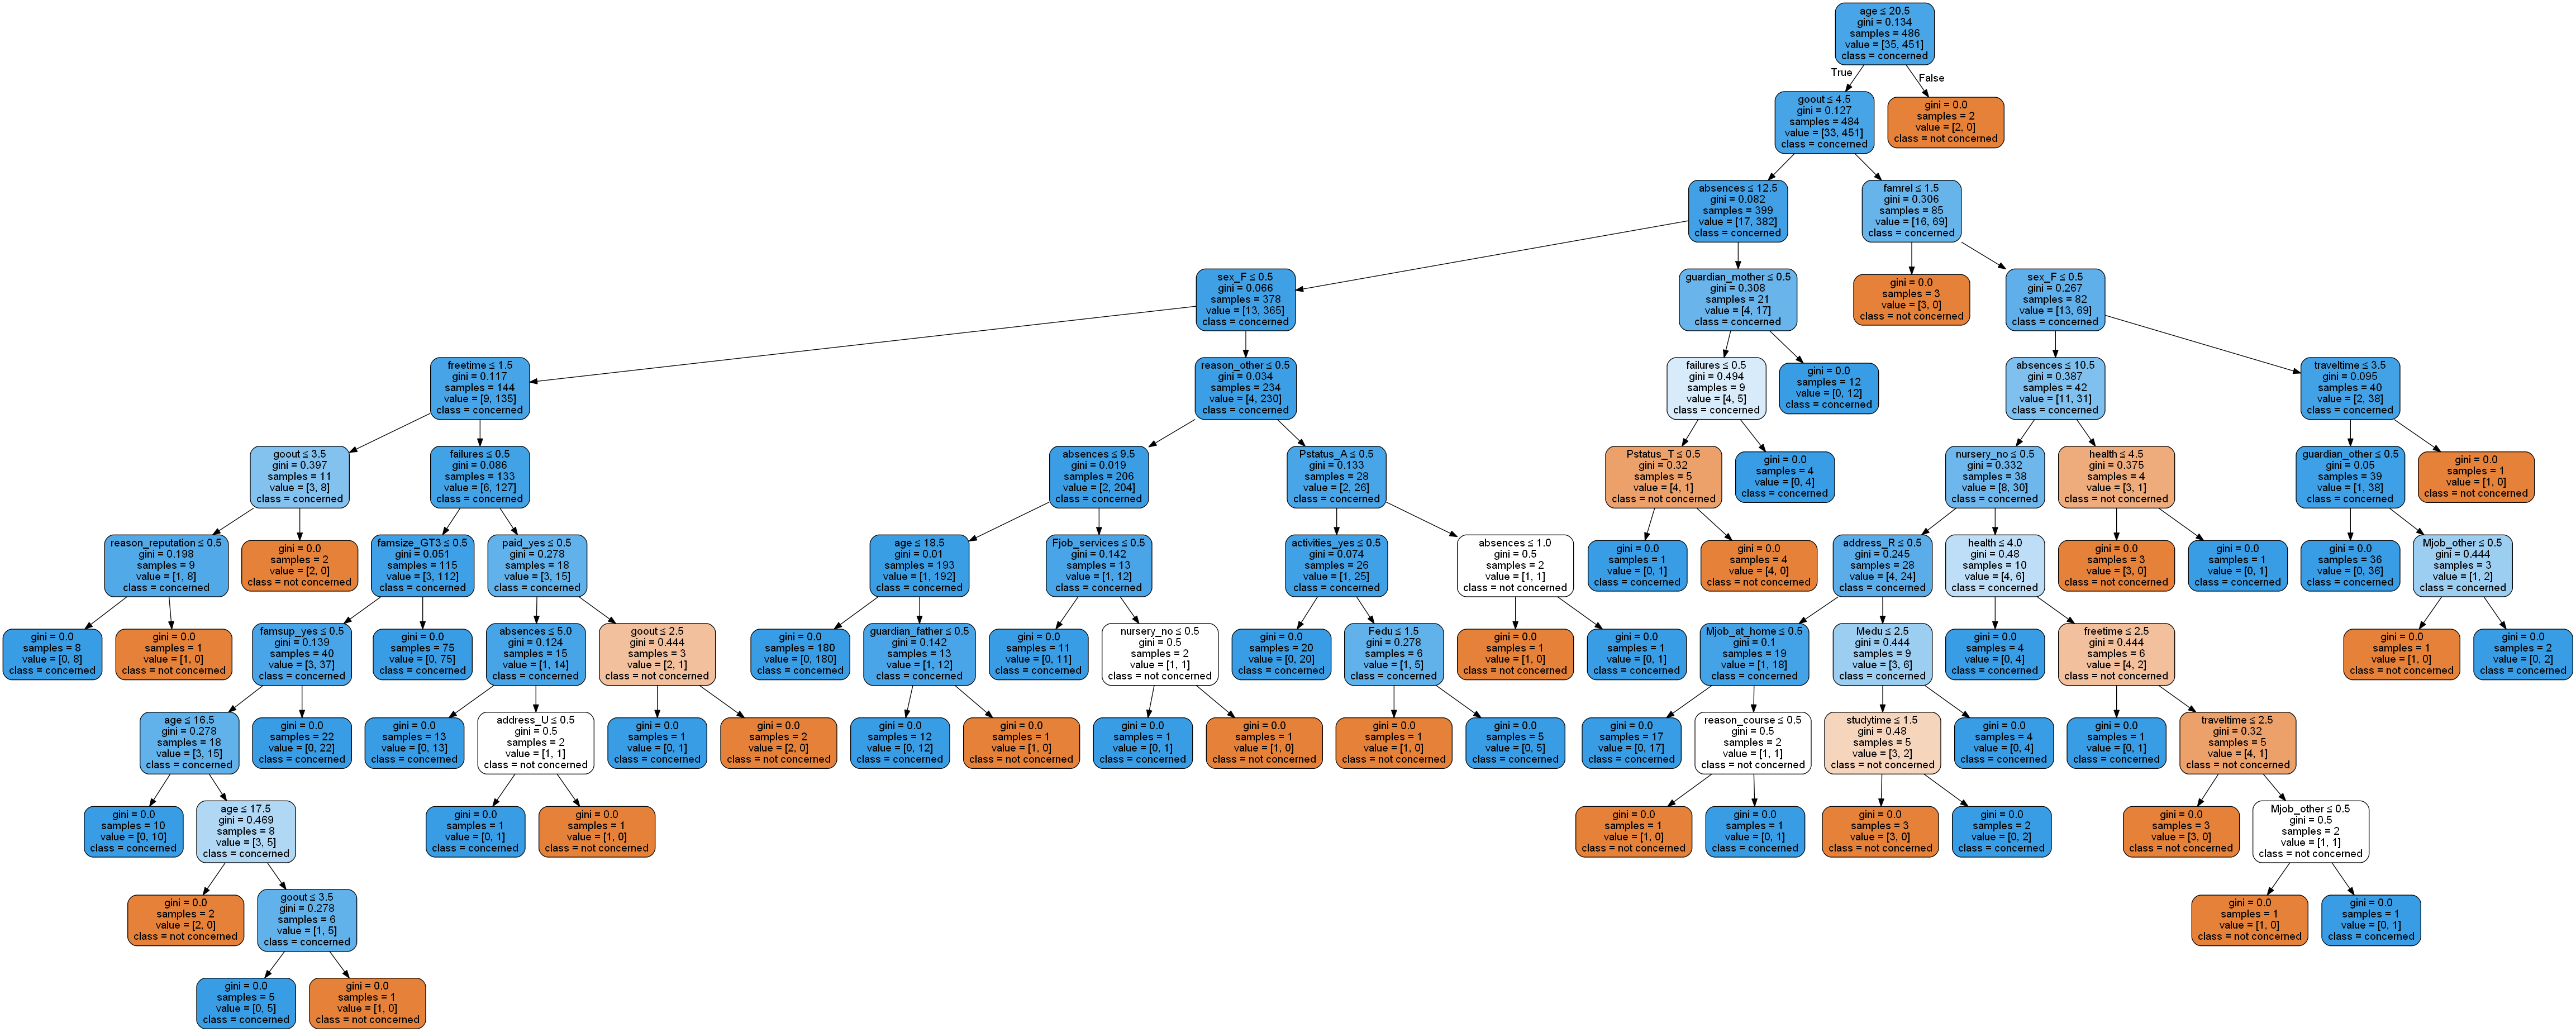 age ≤ 20.5
gini = 0.134
samples = 486
value = [35, 451]
class = concerned
True
False
goout ≤ 4.5
gini = 0.127
samples = 484
value = [33, 451]
class = concerned
gini = 0.0
samples = 2
value = [2, 0]
class = not concerned
absences ≤ 12.5
gini = 0.082
samples = 399
value = [17, 382]
class = concerned
famrel ≤ 1.5
gini = 0.306
samples = 85
value = [16, 69]
class = concerned
sex_F ≤ 0.5
gini = 0.066
samples = 378
value = [13, 365]
class = concerned
guardian_mother ≤ 0.5
gini = 0.308
samples = 21
value = [4, 17]
class = concerned
gini = 0.0
samples = 3
value = [3, 0]
class = not concerned
sex_F ≤ 0.5
gini = 0.267
samples = 82
value = [13, 69]
class = concerned
freetime ≤ 1.5
gini = 0.117
samples = 144
value = [9, 135]
class = concerned
reason_other ≤ 0.5
gini = 0.034
samples = 234
value = [4, 230]
class = concerned
failures ≤ 0.5
gini = 0.494
samples = 9
value = [4, 5]
class = concerned
gini = 0.0
samples = 12
value = [0, 12]
class = concerned
absences ≤ 10.5
gini = 0.387
samples = 42
value = [11, 31]
class = concerned
traveltime ≤ 3.5
gini = 0.095
samples = 40
value = [2, 38]
class = concerned
goout ≤ 3.5
gini = 0.397
samples = 11
value = [3, 8]
class = concerned
failures ≤ 0.5
gini = 0.086
samples = 133
value = [6, 127]
class = concerned
absences ≤ 9.5
gini = 0.019
samples = 206
value = [2, 204]
class = concerned
Pstatus_A ≤ 0.5
gini = 0.133
samples = 28
value = [2, 26]
class = concerned
Pstatus_T ≤ 0.5
gini = 0.32
samples = 5
value = [4, 1]
class = not concerned
gini = 0.0
samples = 4
value = [0, 4]
class = concerned
nursery_no ≤ 0.5
gini = 0.332
samples = 38
value = [8, 30]
class = concerned
health ≤ 4.5
gini = 0.375
samples = 4
value = [3, 1]
class = not concerned
guardian_other ≤ 0.5
gini = 0.05
samples = 39
value = [1, 38]
class = concerned
gini = 0.0
samples = 1
value = [1, 0]
class = not concerned
reason_reputation ≤ 0.5
gini = 0.198
samples = 9
value = [1, 8]
class = concerned
gini = 0.0
samples = 2
value = [2, 0]
class = not concerned
famsize_GT3 ≤ 0.5
gini = 0.051
samples = 115
value = [3, 112]
class = concerned
paid_yes ≤ 0.5
gini = 0.278
samples = 18
value = [3, 15]
class = concerned
age ≤ 18.5
gini = 0.01
samples = 193
value = [1, 192]
class = concerned
Fjob_services ≤ 0.5
gini = 0.142
samples = 13
value = [1, 12]
class = concerned
activities_yes ≤ 0.5
gini = 0.074
samples = 26
value = [1, 25]
class = concerned
absences ≤ 1.0
gini = 0.5
samples = 2
value = [1, 1]
class = not concerned
gini = 0.0
samples = 1
value = [0, 1]
class = concerned
gini = 0.0
samples = 4
value = [4, 0]
class = not concerned
address_R ≤ 0.5
gini = 0.245
samples = 28
value = [4, 24]
class = concerned
health ≤ 4.0
gini = 0.48
samples = 10
value = [4, 6]
class = concerned
gini = 0.0
samples = 3
value = [3, 0]
class = not concerned
gini = 0.0
samples = 1
value = [0, 1]
class = concerned
gini = 0.0
samples = 36
value = [0, 36]
class = concerned
Mjob_other ≤ 0.5
gini = 0.444
samples = 3
value = [1, 2]
class = concerned
gini = 0.0
samples = 8
value = [0, 8]
class = concerned
gini = 0.0
samples = 1
value = [1, 0]
class = not concerned
famsup_yes ≤ 0.5
gini = 0.139
samples = 40
value = [3, 37]
class = concerned
gini = 0.0
samples = 75
value = [0, 75]
class = concerned
absences ≤ 5.0
gini = 0.124
samples = 15
value = [1, 14]
class = concerned
goout ≤ 2.5
gini = 0.444
samples = 3
value = [2, 1]
class = not concerned
gini = 0.0
samples = 180
value = [0, 180]
class = concerned
guardian_father ≤ 0.5
gini = 0.142
samples = 13
value = [1, 12]
class = concerned
gini = 0.0
samples = 11
value = [0, 11]
class = concerned
nursery_no ≤ 0.5
gini = 0.5
samples = 2
value = [1, 1]
class = not concerned
gini = 0.0
samples = 20
value = [0, 20]
class = concerned
Fedu ≤ 1.5
gini = 0.278
samples = 6
value = [1, 5]
class = concerned
gini = 0.0
samples = 1
value = [1, 0]
class = not concerned
gini = 0.0
samples = 1
value = [0, 1]
class = concerned
Mjob_at_home ≤ 0.5
gini = 0.1
samples = 19
value = [1, 18]
class = concerned
Medu ≤ 2.5
gini = 0.444
samples = 9
value = [3, 6]
class = concerned
gini = 0.0
samples = 4
value = [0, 4]
class = concerned
freetime ≤ 2.5
gini = 0.444
samples = 6
value = [4, 2]
class = not concerned
gini = 0.0
samples = 1
value = [1, 0]
class = not concerned
gini = 0.0
samples = 2
value = [0, 2]
class = concerned
age ≤ 16.5
gini = 0.278
samples = 18
value = [3, 15]
class = concerned
gini = 0.0
samples = 22
value = [0, 22]
class = concerned
gini = 0.0
samples = 13
value = [0, 13]
class = concerned
address_U ≤ 0.5
gini = 0.5
samples = 2
value = [1, 1]
class = not concerned
gini = 0.0
samples = 1
value = [0, 1]
class = concerned
gini = 0.0
samples = 2
value = [2, 0]
class = not concerned
gini = 0.0
samples = 12
value = [0, 12]
class = concerned
gini = 0.0
samples = 1
value = [1, 0]
class = not concerned
gini = 0.0
samples = 1
value = [0, 1]
class = concerned
gini = 0.0
samples = 1
value = [1, 0]
class = not concerned
gini = 0.0
samples = 1
value = [1, 0]
class = not concerned
gini = 0.0
samples = 5
value = [0, 5]
class = concerned
gini = 0.0
samples = 17
value = [0, 17]
class = concerned
reason_course ≤ 0.5
gini = 0.5
samples = 2
value = [1, 1]
class = not concerned
studytime ≤ 1.5
gini = 0.48
samples = 5
value = [3, 2]
class = not concerned
gini = 0.0
samples = 4
value = [0, 4]
class = concerned
gini = 0.0
samples = 1
value = [0, 1]
class = concerned
traveltime ≤ 2.5
gini = 0.32
samples = 5
value = [4, 1]
class = not concerned
gini = 0.0
samples = 10
value = [0, 10]
class = concerned
age ≤ 17.5
gini = 0.469
samples = 8
value = [3, 5]
class = concerned
gini = 0.0
samples = 1
value = [0, 1]
class = concerned
gini = 0.0
samples = 1
value = [1, 0]
class = not concerned
gini = 0.0
samples = 1
value = [1, 0]
class = not concerned
gini = 0.0
samples = 1
value = [0, 1]
class = concerned
gini = 0.0
samples = 3
value = [3, 0]
class = not concerned
gini = 0.0
samples = 2
value = [0, 2]
class = concerned
gini = 0.0
samples = 3
value = [3, 0]
class = not concerned
Mjob_other ≤ 0.5
gini = 0.5
samples = 2
value = [1, 1]
class = not concerned
gini = 0.0
samples = 2
value = [2, 0]
class = not concerned
goout ≤ 3.5
gini = 0.278
samples = 6
value = [1, 5]
class = concerned
gini = 0.0
samples = 1
value = [1, 0]
class = not concerned
gini = 0.0
samples = 1
value = [0, 1]
class = concerned
gini = 0.0
samples = 5
value = [0, 5]
class = concerned
gini = 0.0
samples = 1
value = [1, 0]
class = not concerned